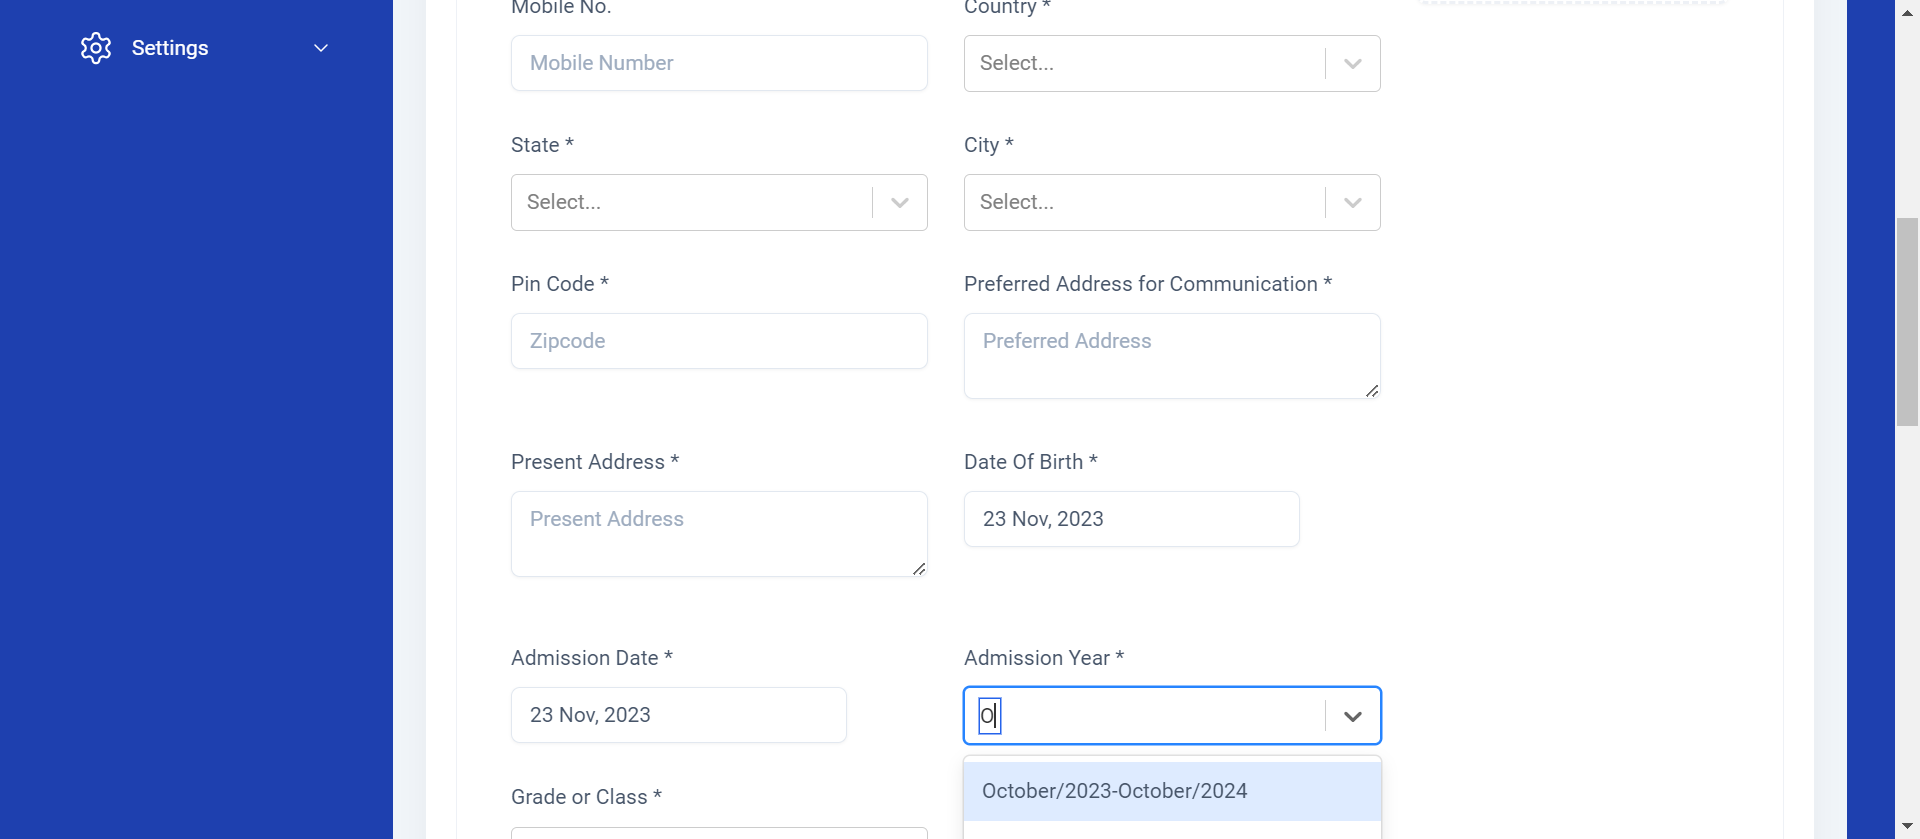 Settings
Mobile No.
Country *
Mobile Number
Select...
State *
City *
Select...
Select...
Pin Code *
Preferred Address for Communication *
Zipcode
Preferred Address
Present Address *
Date Of Birth *
Present Address
23 Nov, 2023
Admission Date *
Admission Year *
23 Nov, 2023
O
October/2023-October/2024
Grade or Class *